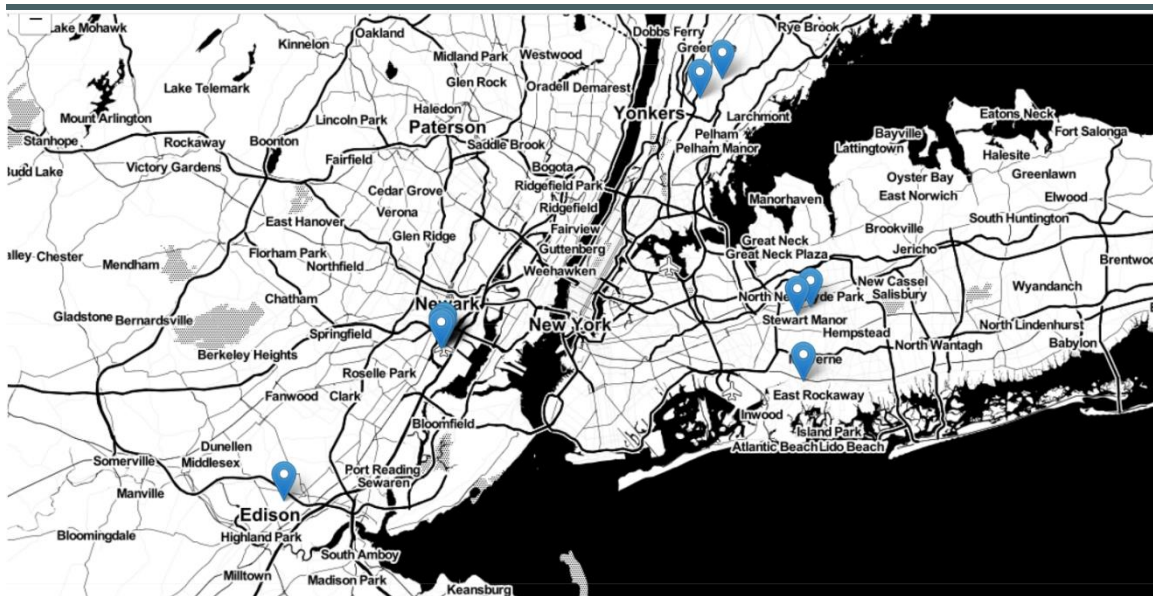 Lake Mohawk
Oakland
Kinnelon
Midland Park
Westwood
Dobbs Ferry
Rye Brook
Glen Rock
Lake Telemark
Oradell
Demarest
Haledon
Mount Arlington
Lincoln Park
Paterson
Yonkers
Larchmont
Eatons Neck
Stanhope
Rockaway
Boonton
Saddle Brook
Pelham
Pelham Manor
Bayville
Fort Salonga
Lattingtown
Halesite
Victory Gardens
Fairfield
Bogota
Budd Lake
Ridgefield Park
Oyster Bay
Greenlawn
Cedar Grove
East Norwich
Elwood
Manorhaven
Verona
Ridgefield
East Hanover
South Huntington
Fairview
Brookville
Glen Ridge
Great Neck
Guttenberg
Jericho
Florham Park
Great Neck Plaza
alley
Chester
Mendham
Northfield
Weehawken
Brentwoo
New Cassel
Wyandanch
Salisbury
Chatham
Newark
North
Hyde Park
Gladstone
Bernardsville
Stewart Manor
New York
Springfield
Hempstead
North Lindenhurst
Berkeley Heights
North Wantagh
Babylon
Roselle Park
Fanwood
Clark
East Rockaway
Inwood
Bloomfield
Island Park
Dunellen
Atlantic Beach
Lido Beach
Somerville
Middlesex
Port Reading
Sewaren
Manville
Edison
Bloomingdale
Highland Park
South Amboy
Milltown
Madison Park
Keansburg